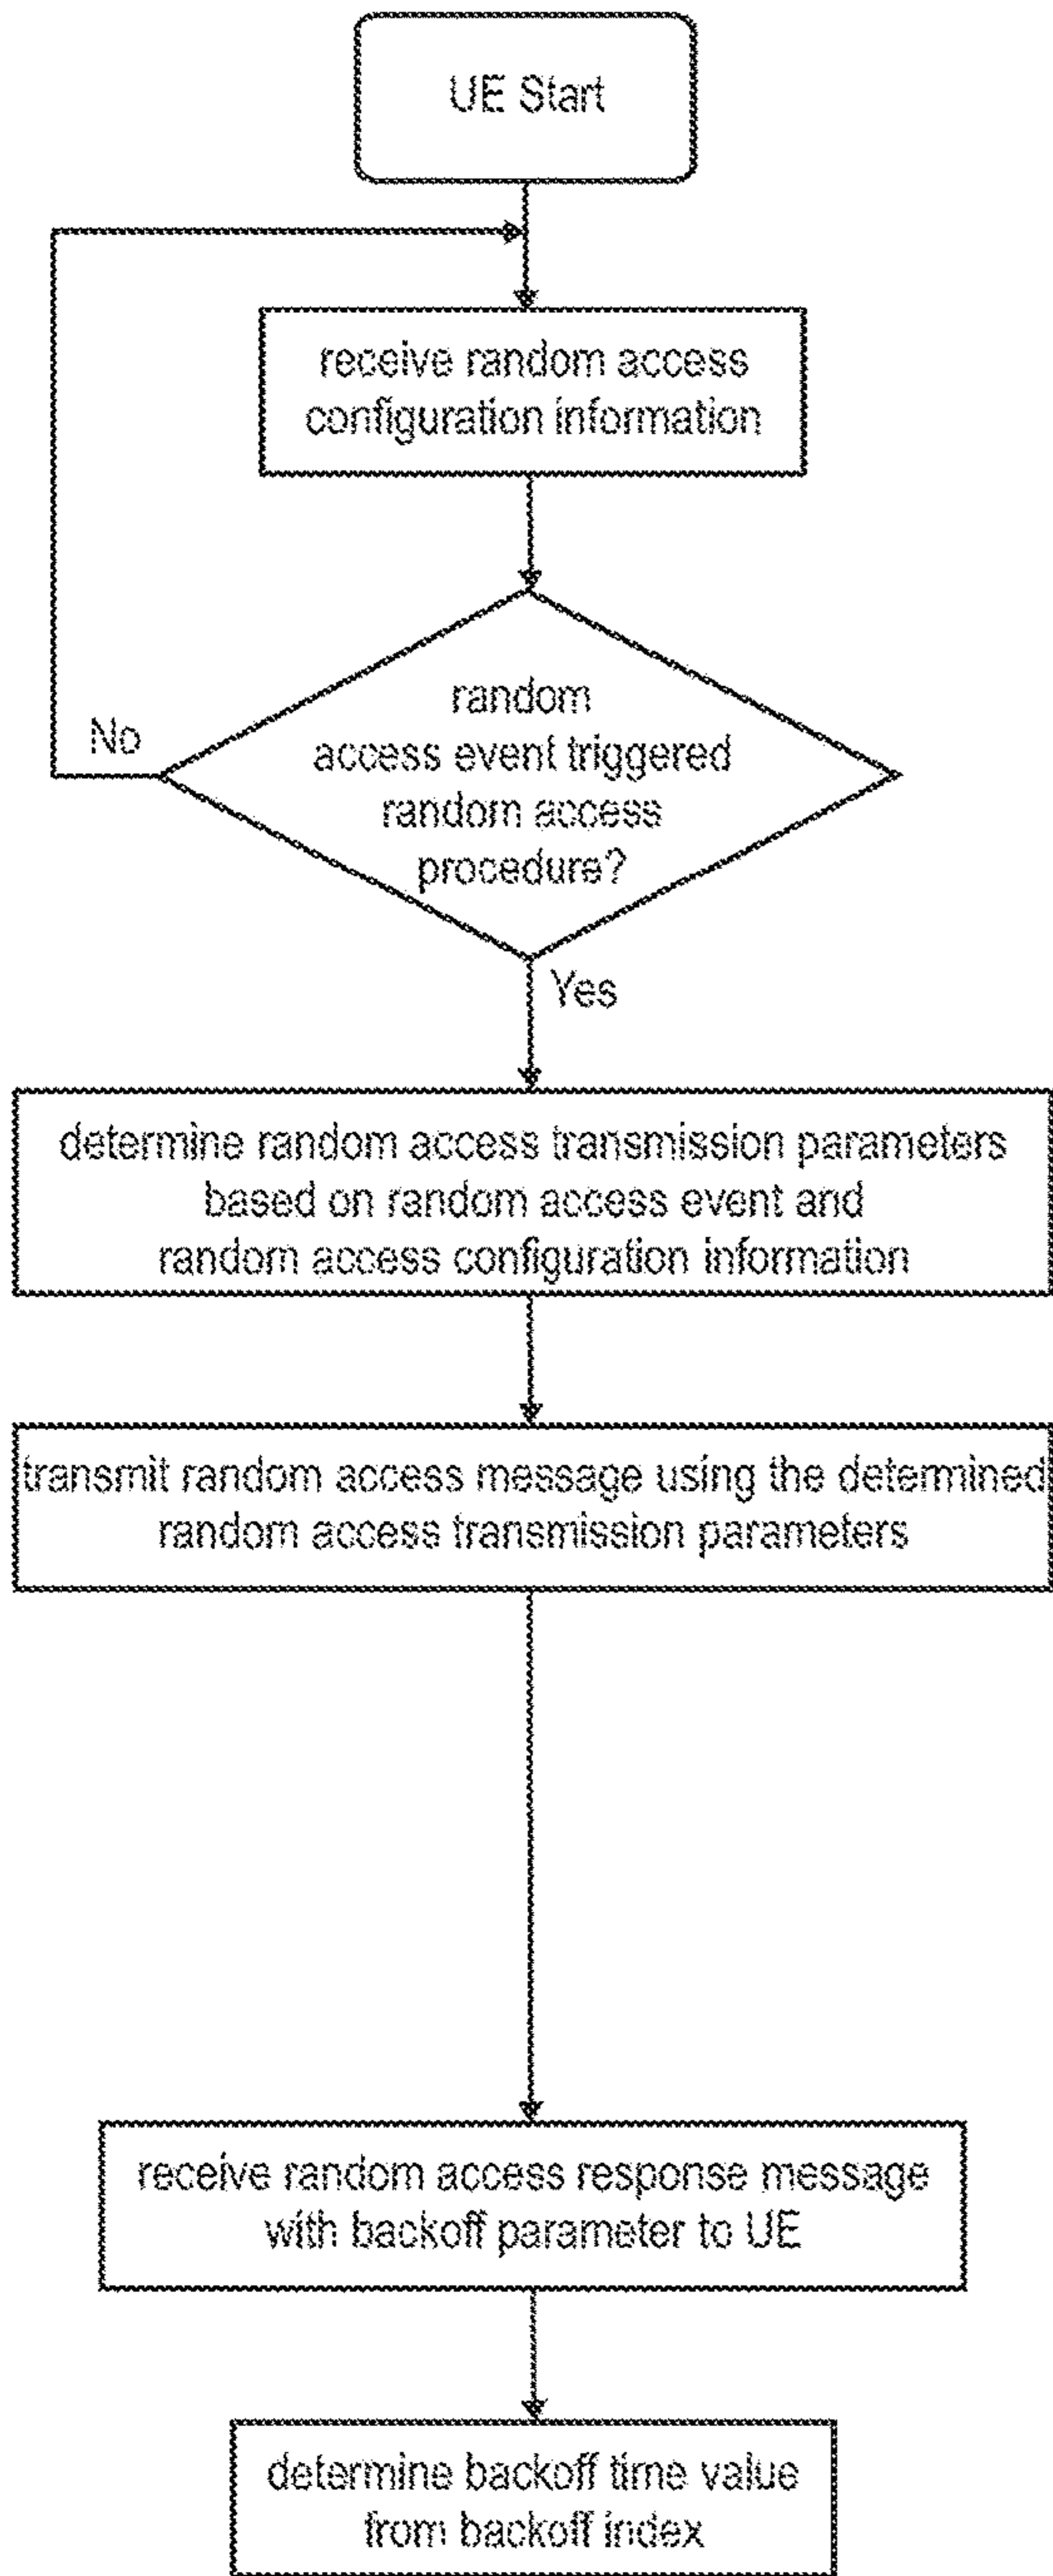 UE Start
receive random access
configuration information
random
access event triggered
random access
procedure?
No
Yes
determine random access transmission parameters
based on random access event and
random access configuration information
transmit random access message using the determined
random access transmission parameters
receive random access response message
with backoff parameter to UE
determine backoff time value
from backoff index